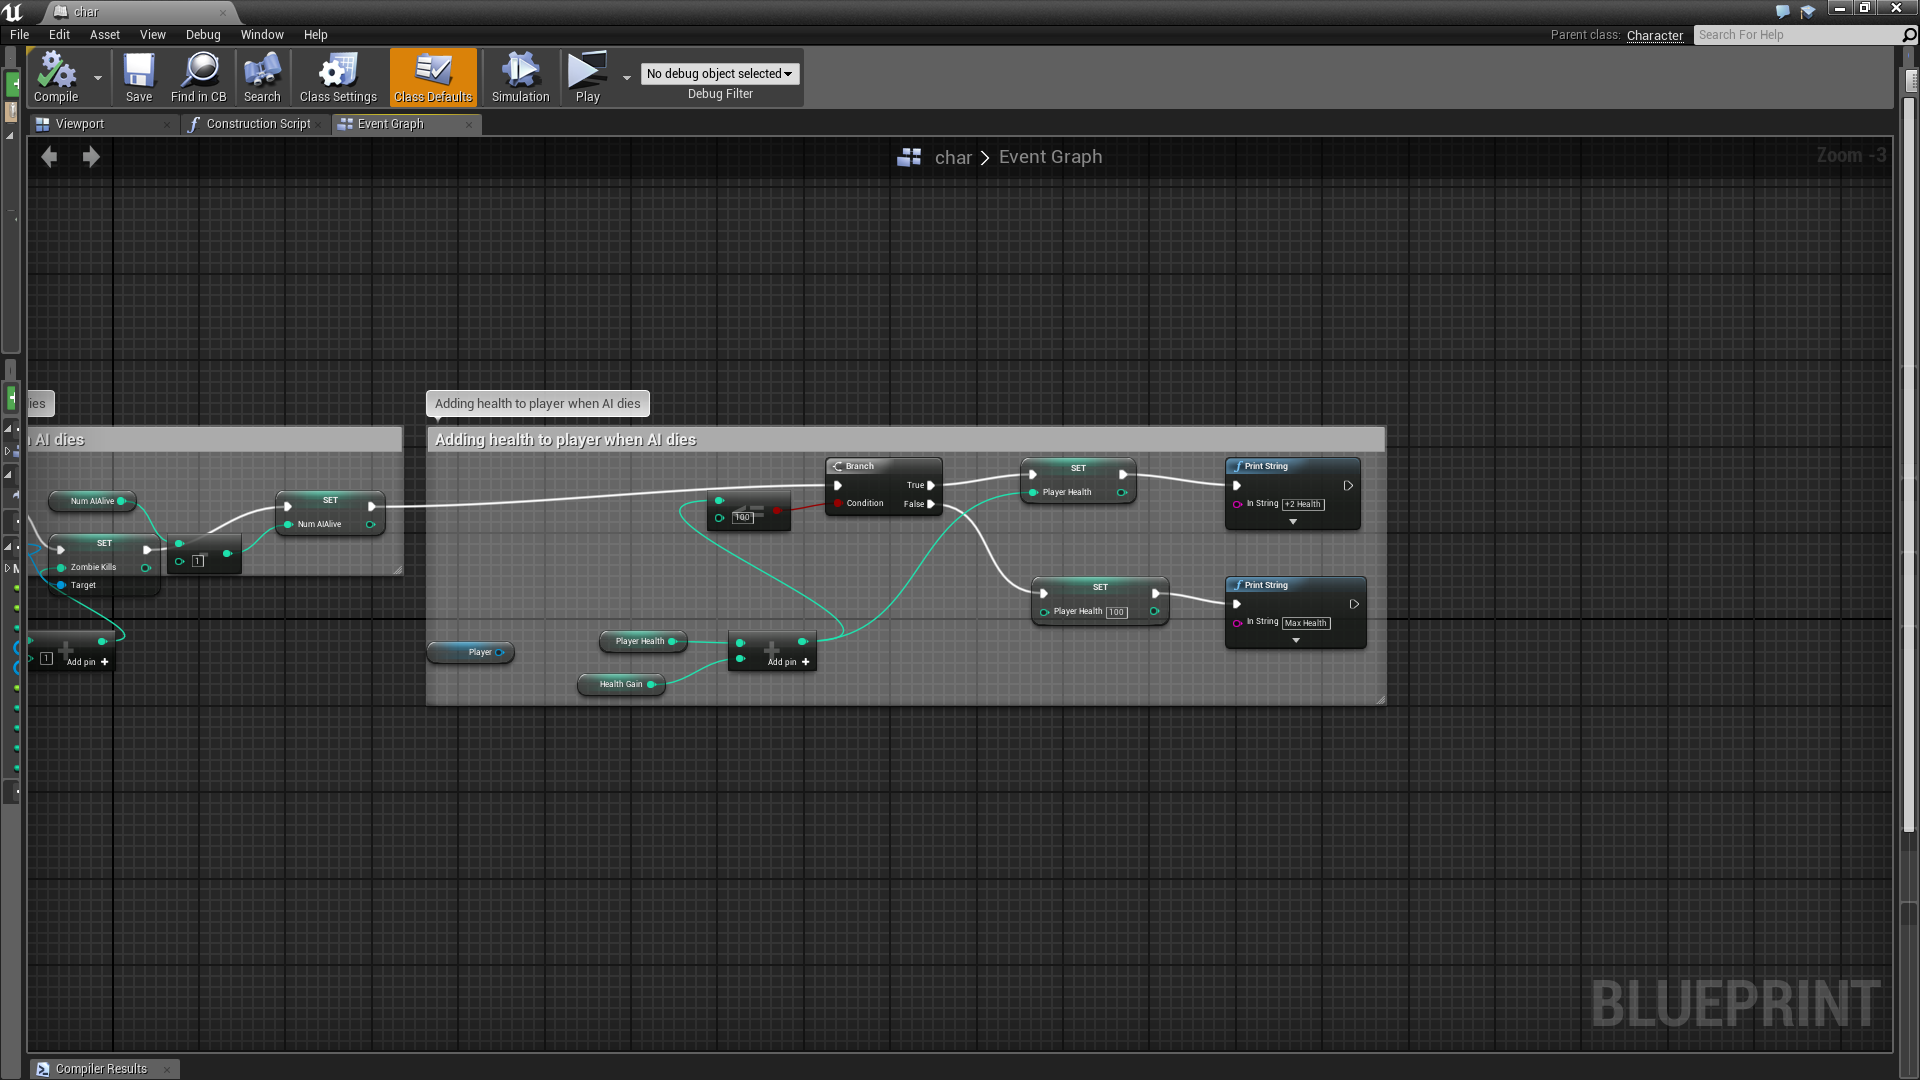 char
File Edit Asset View Debug Window Help
Parent class: Character
Search For Help
Compile
Save
Find in CB
Search
Class Settings
Class Defaults
Simulation
Play
No debug object selected
Debug Filter
Viewport
Construction Script
Event Graph
char > Event Graph
Zoom -3
ies
Adding health to player when AI dies
AI dies
Adding health to player when AI dies
Num AIAlive
SET
Num AIAlive
SET
Zombie Kills
Target
1
1
Add pin
100
Branch
True
Condition
False
SET
Player Health
Print String
In String +2 Health
SET
Player Health 100
Print String
In String Max Health
Player
Player Health
Health Gain
Add pin
BLUEPRINT
Compiler Results